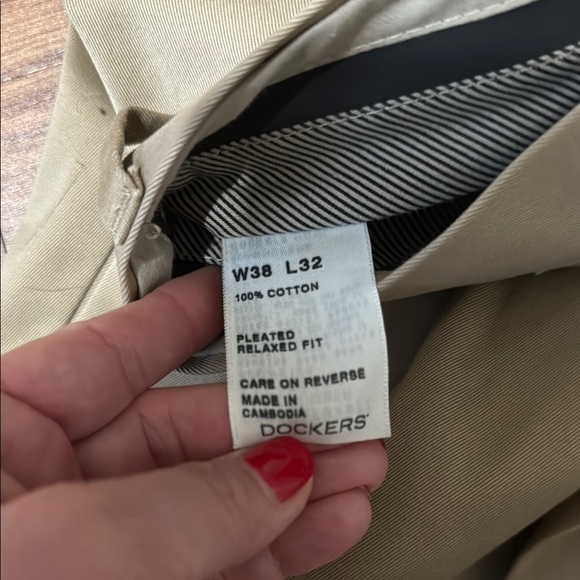 W38 L32
100% COTTON
PLEATED
RELAXED FIT
CARE ON REVERSE
MADE IN
CAMBODIA
DOCKERS®